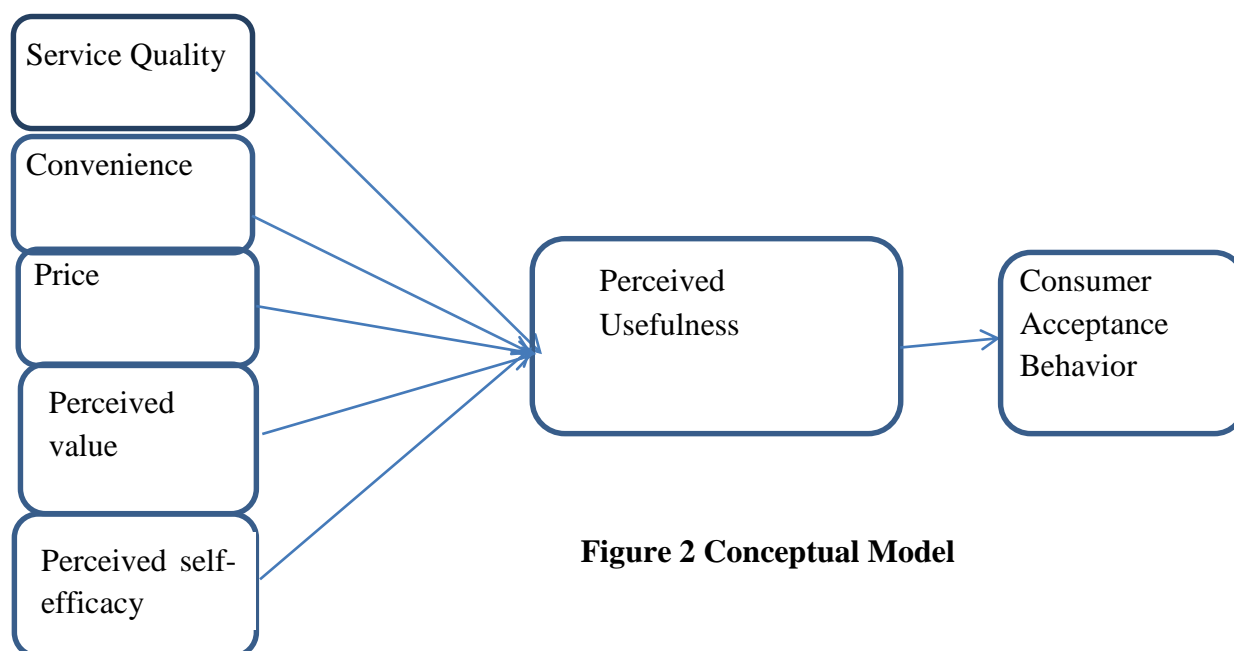 Service Quality
Convenience
Price
Perceived
value
Perceived self-
efficacy
Perceived
Usefulness
Consumer
Acceptance
Behavior
Figure 2 Conceptual Model